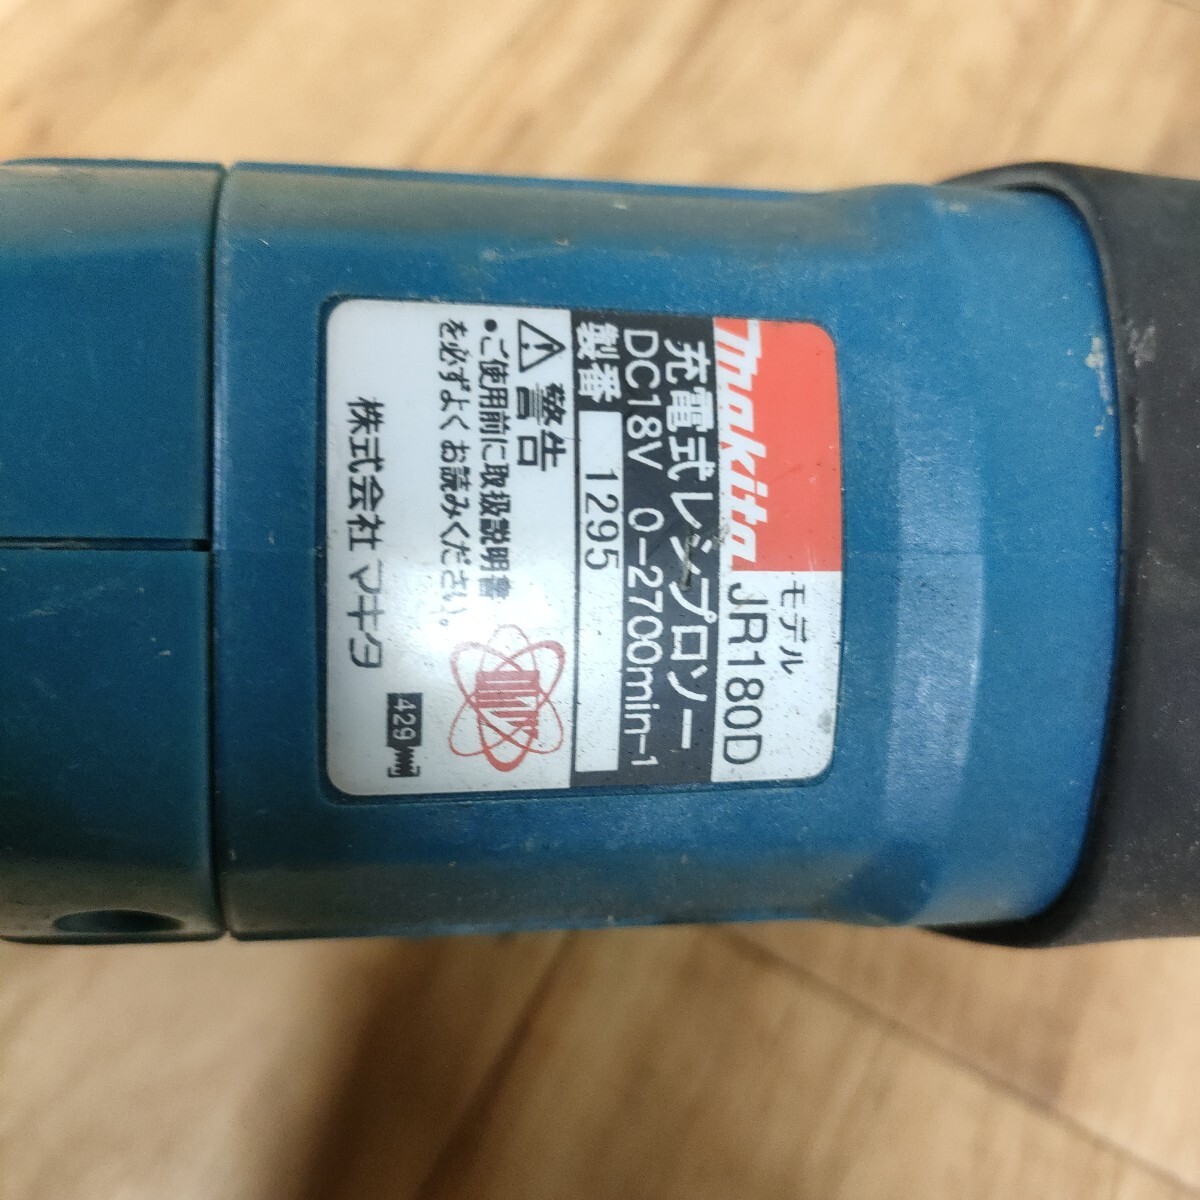 makita
モデル
JR180D
充電式レシプロソー
DC18V 0-2700min-1
製番 1295
警告
•ご使用前に取扱説明書
を必ずよくお読みください。
株式会社マキタ
429